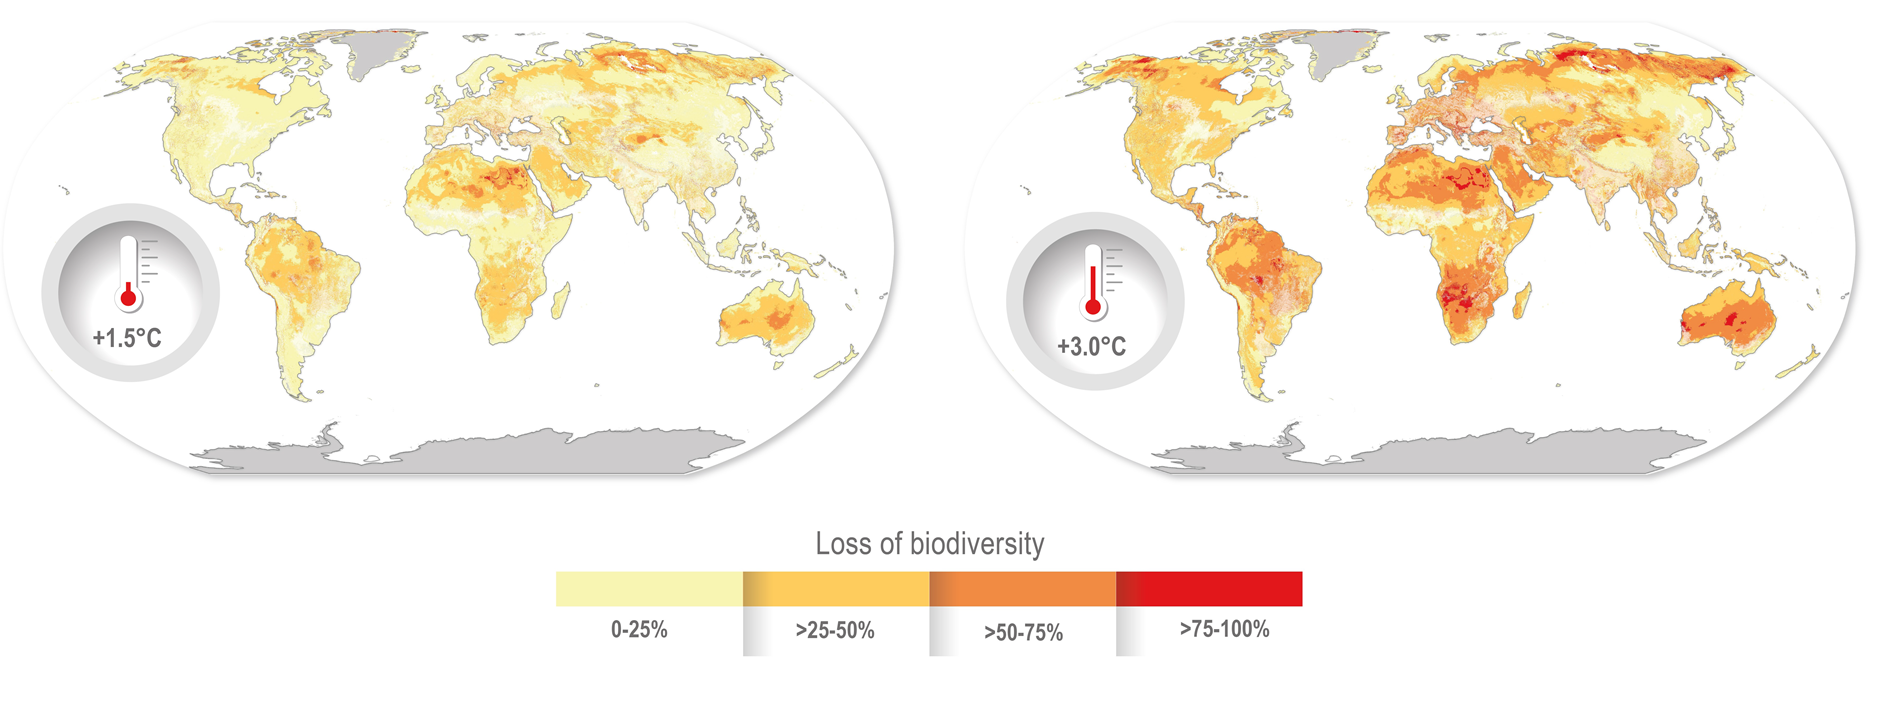 +1.5°C
+3.0°C
Loss of biodiversity
0-25%
>25-50%
>50-75%
>75-100%